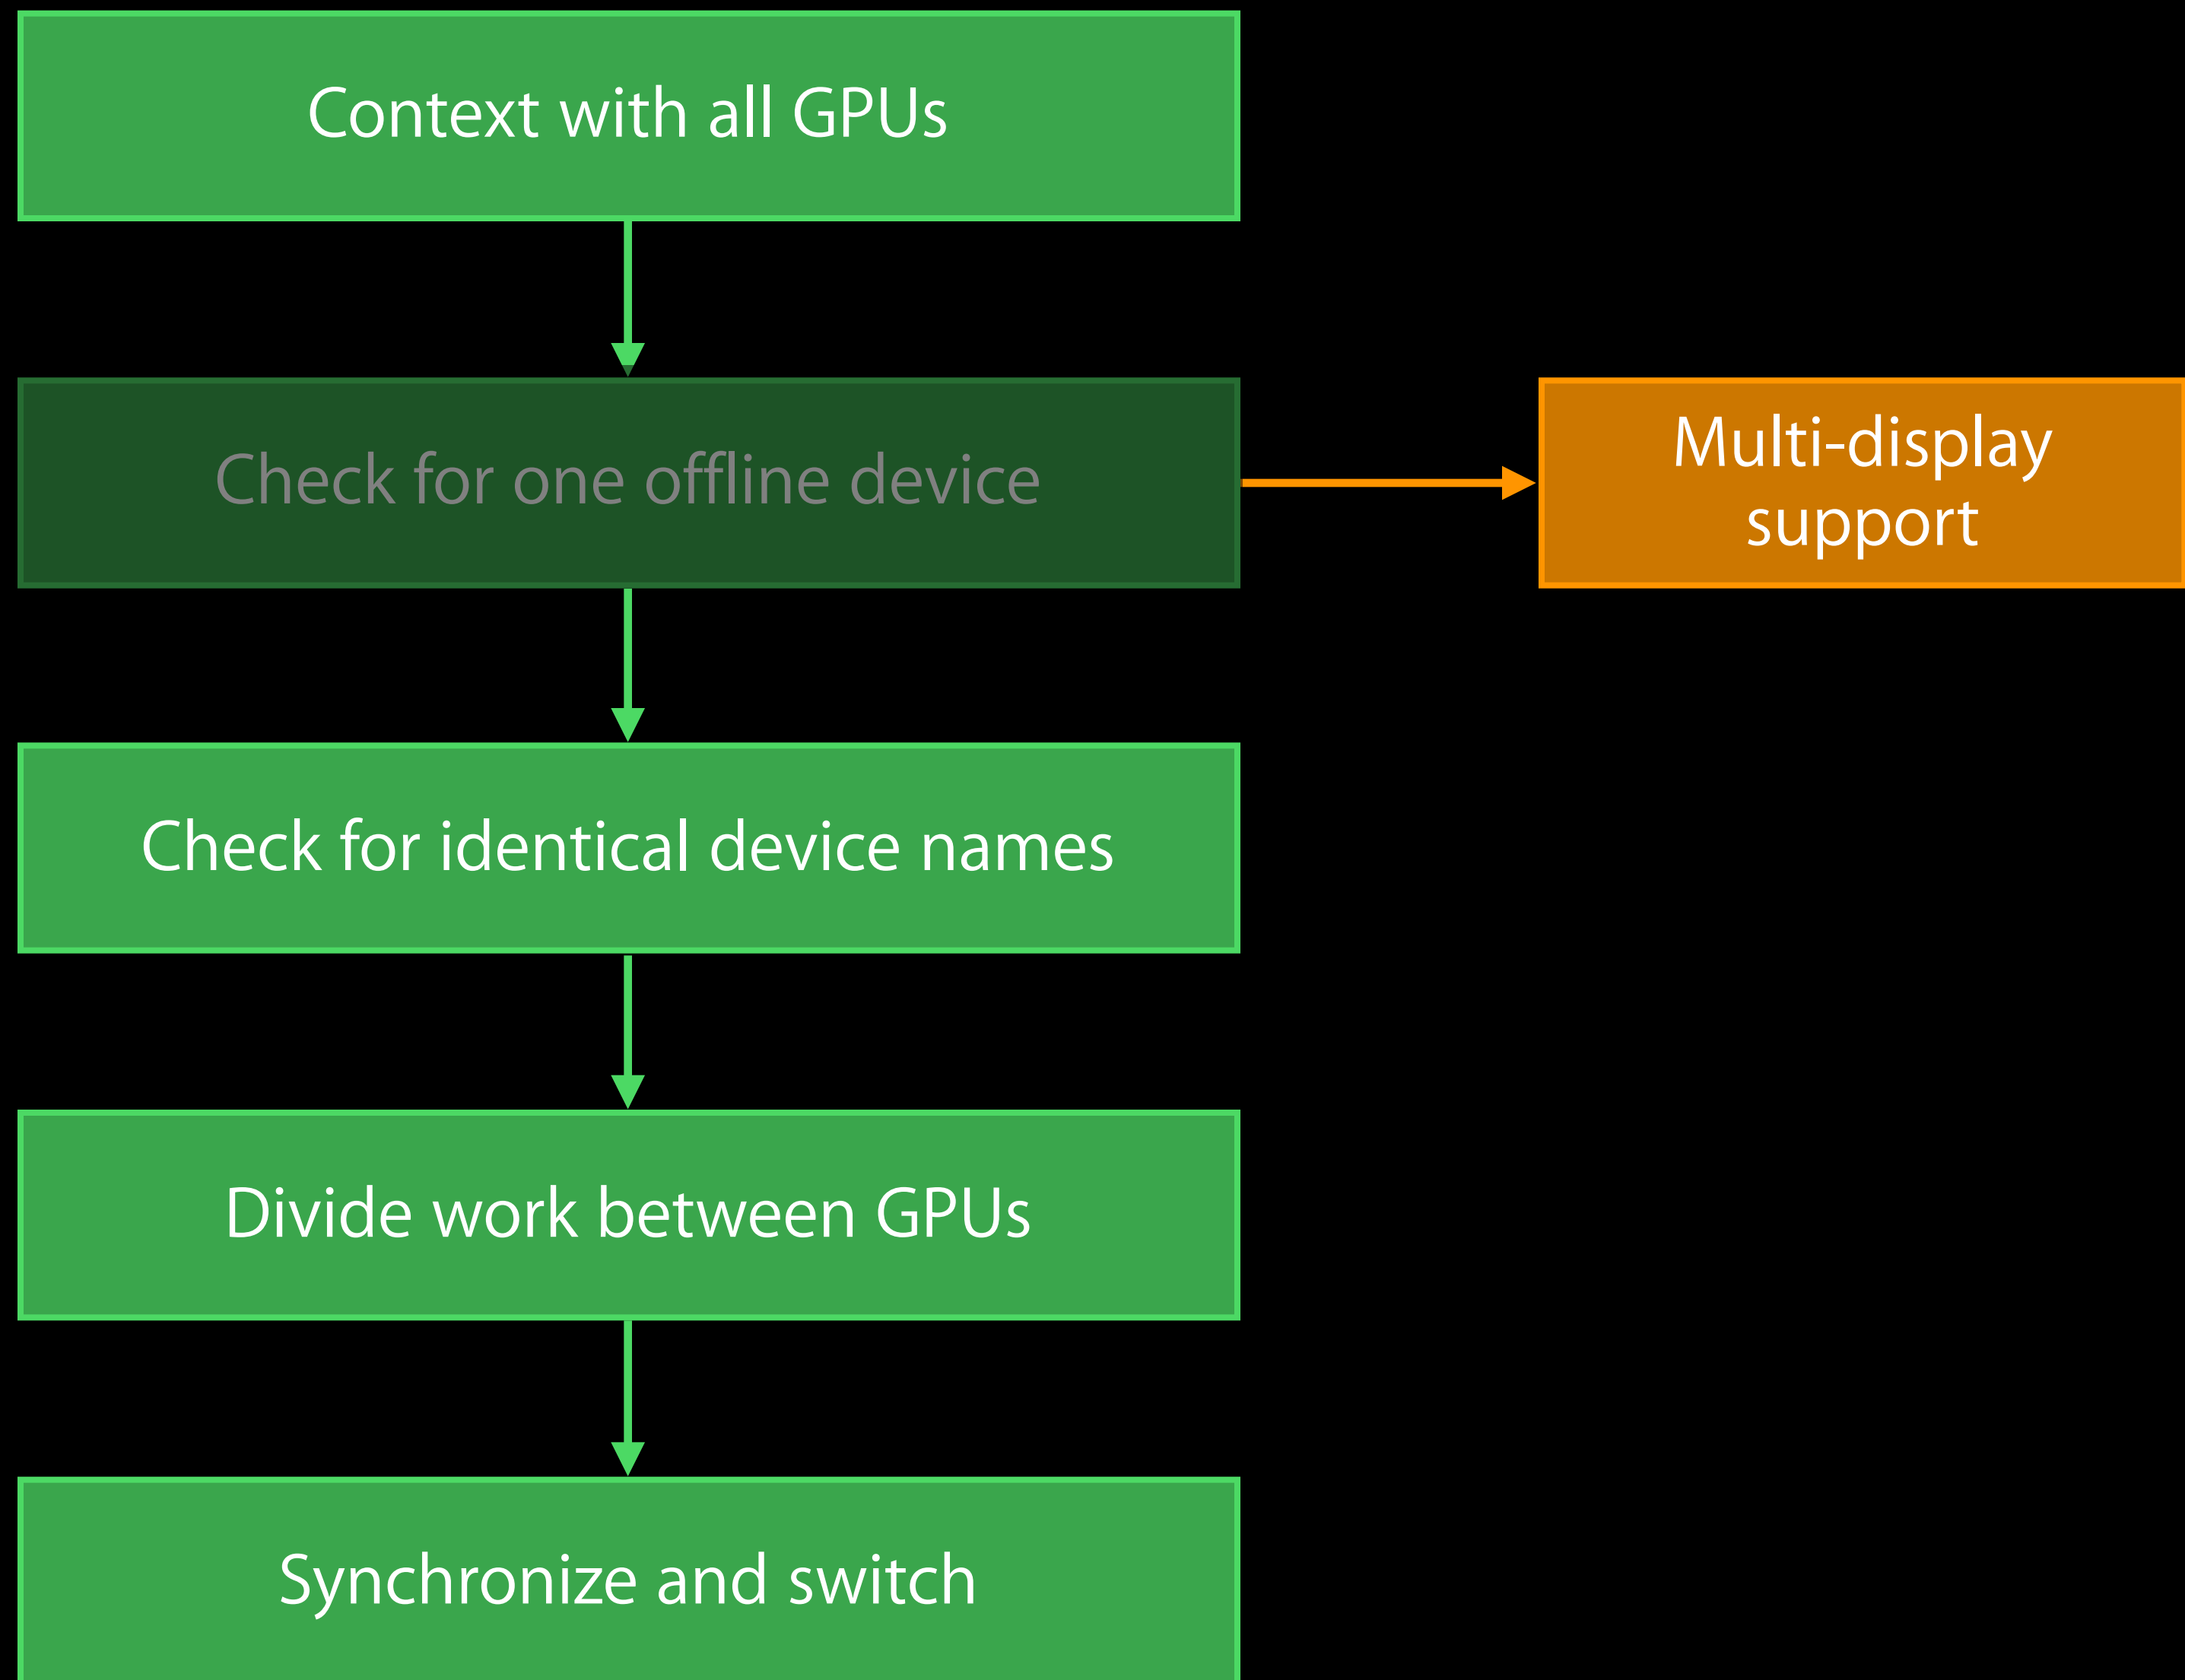 Context with all GPUs
Check for one offline device
Multi-display
support
Check for identical device names
Divide work between GPUs
Synchronize and switch